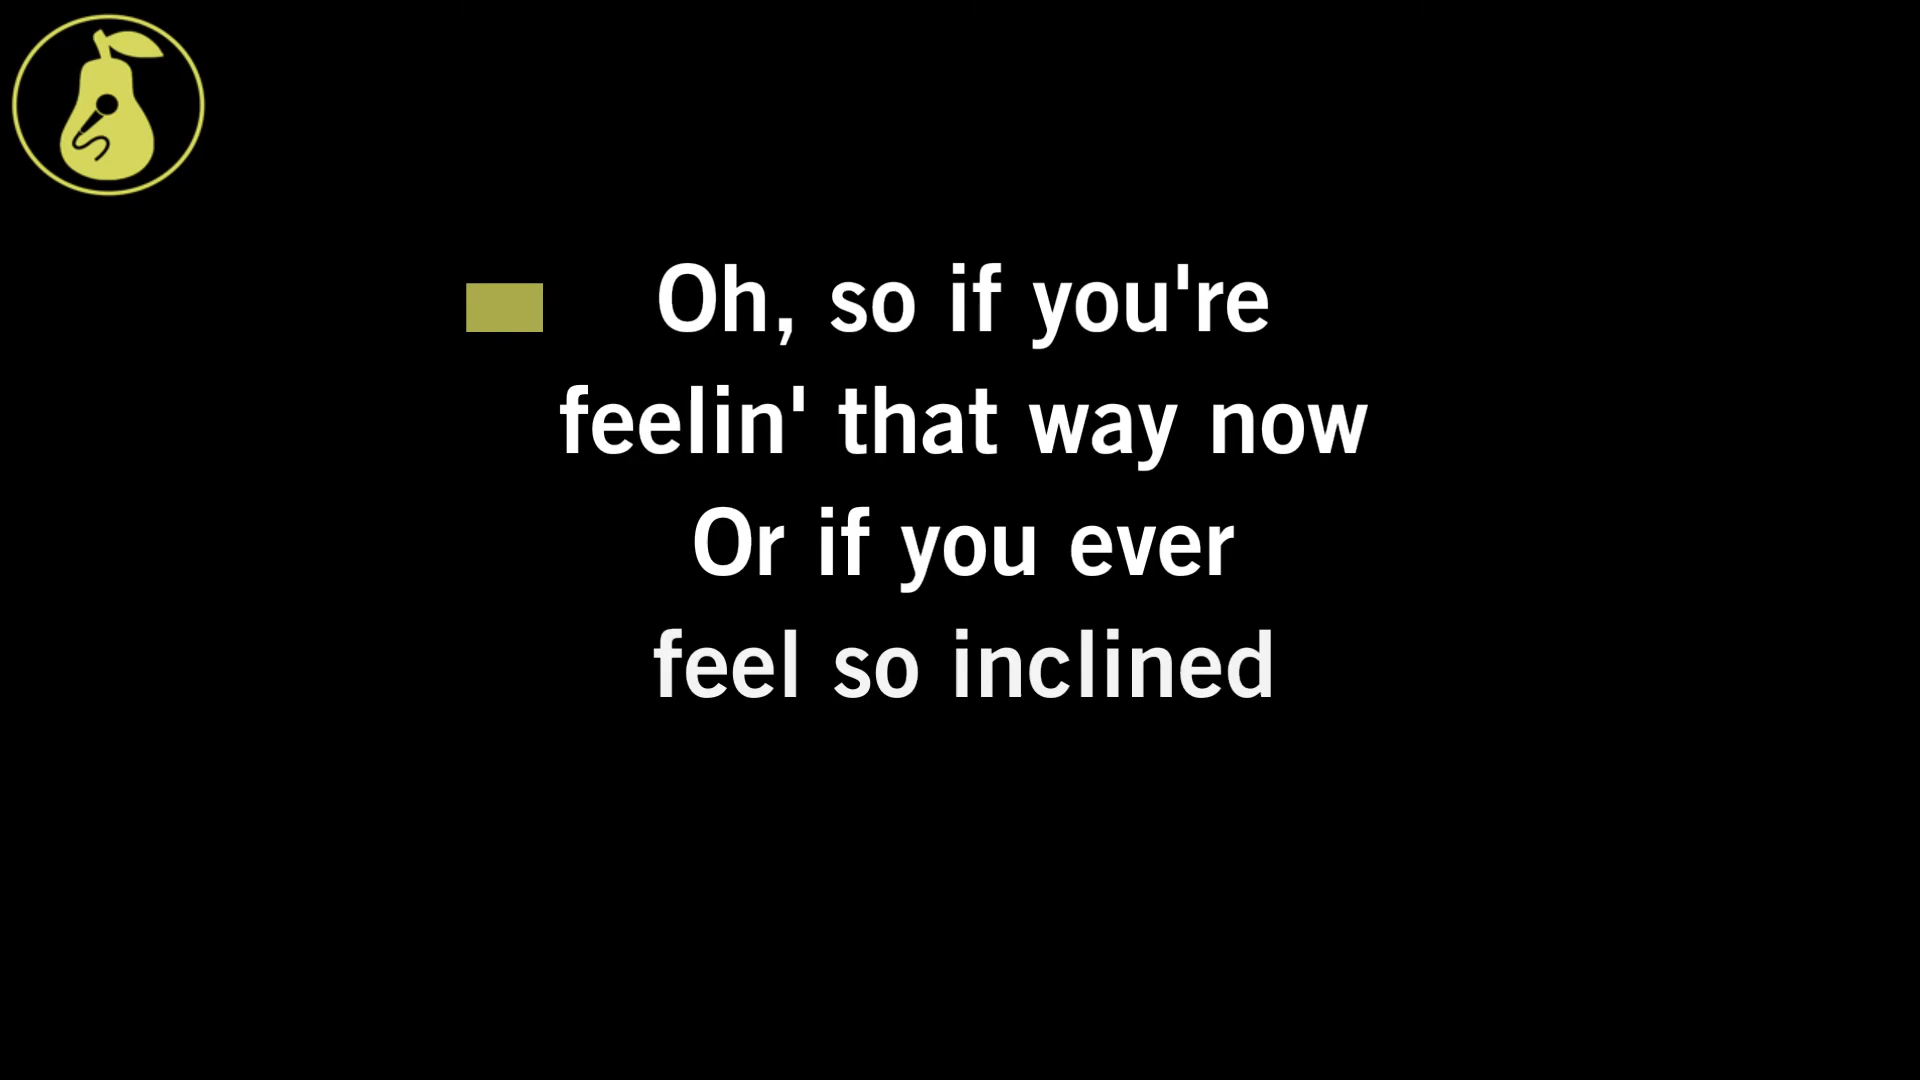 Oh, so if you're
feelin' that way now
Or if you ever
feel so inclined